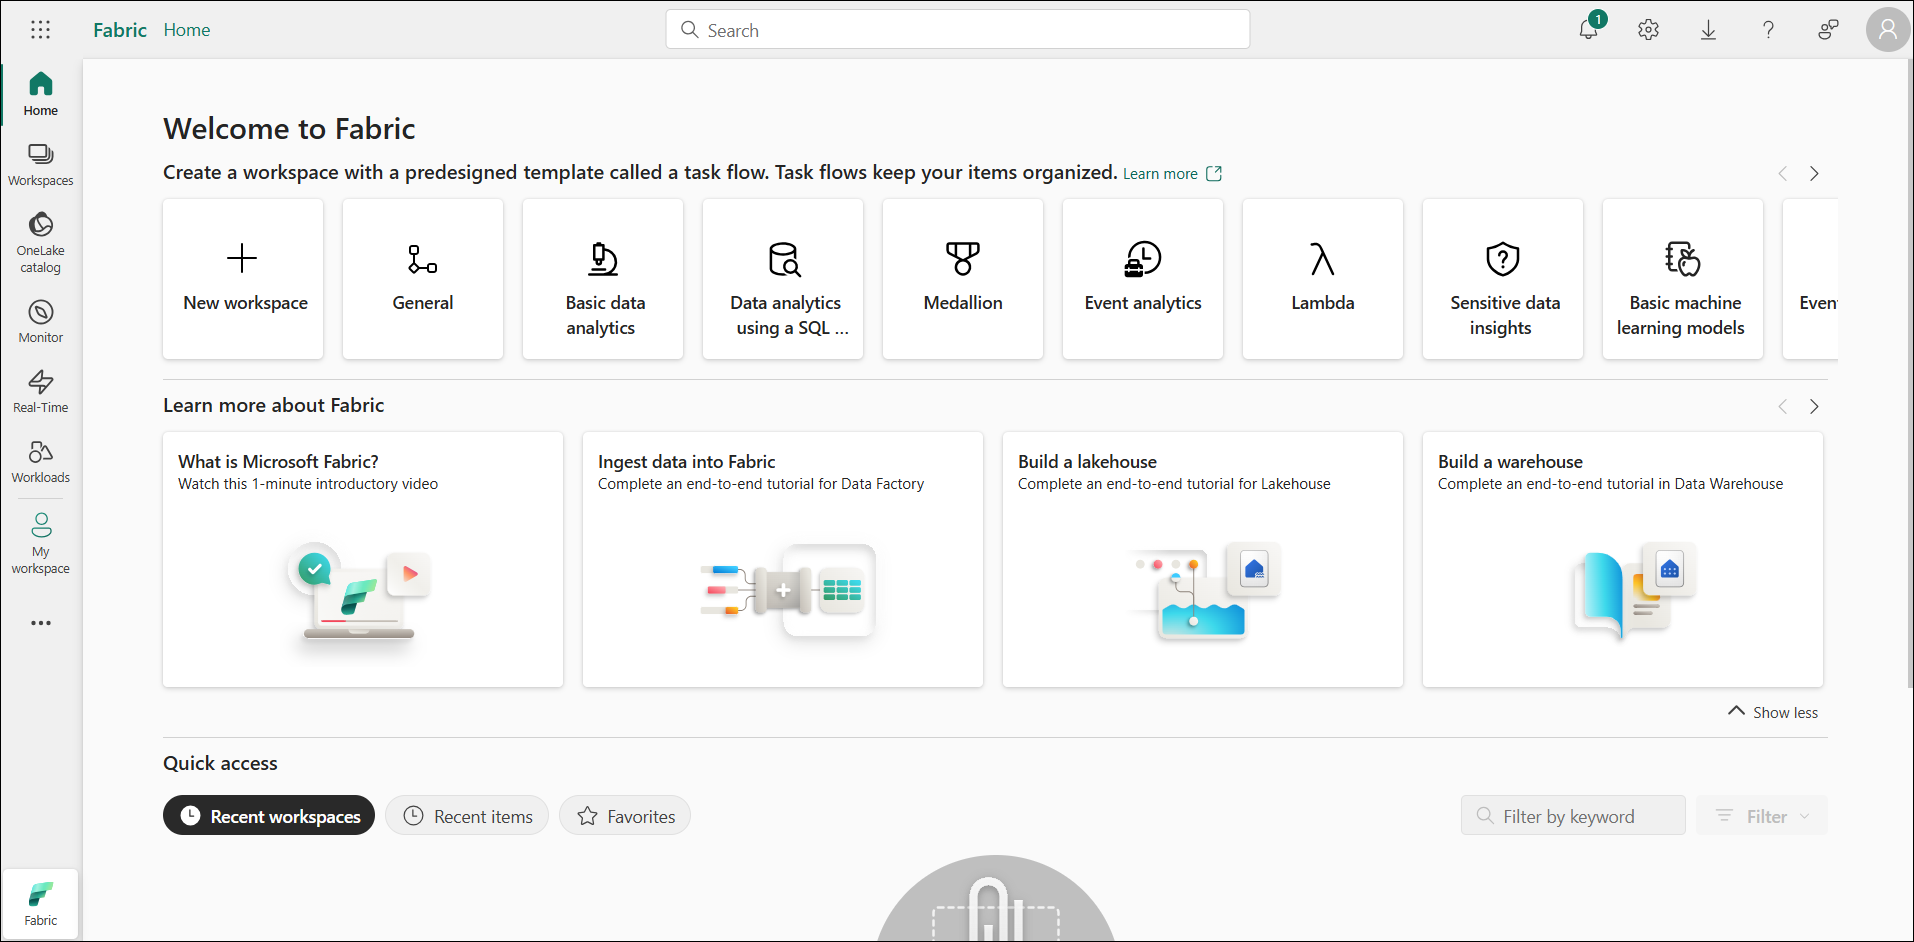 Fabric Home
Search
1
Home
Workspaces
OneLake
catalog
Monitor
Real-Time
Workloads
My
workspace
Fabric
Welcome to Fabric
Create a workspace with a predesigned template called a task flow. Task flows keep your items organized. Learn more
New workspace
General
Basic data
analytics
Data analytics
using a SQL ...
Medallion
Event analytics
Lambda
Sensitive data
insights
Basic machine
learning models
Even
Learn more about Fabric
What is Microsoft Fabric?
Watch this 1-minute introductory video
Ingest data into Fabric
Complete an end-to-end tutorial for Data Factory
Build a lakehouse
Complete an end-to-end tutorial for Lakehouse
Build a warehouse
Complete an end-to-end tutorial in Data Warehouse
Show less
Quick access
Recent workspaces
Recent items
Favorites
Filter by keyword
Filter